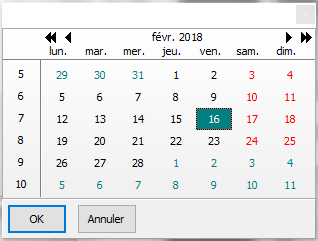 févr. 2018
lun. mar. mer. jeu. ven. sam. dim.
5 29 30 31 1 2 3 4
6 5 6 7 8 9 10 11
7 12 13 14 15 16 17 18
8 19 20 21 22 23 24 25
9 26 27 28 1 2 3 4
10 5 6 7 8 9 10 11
OK Annuler